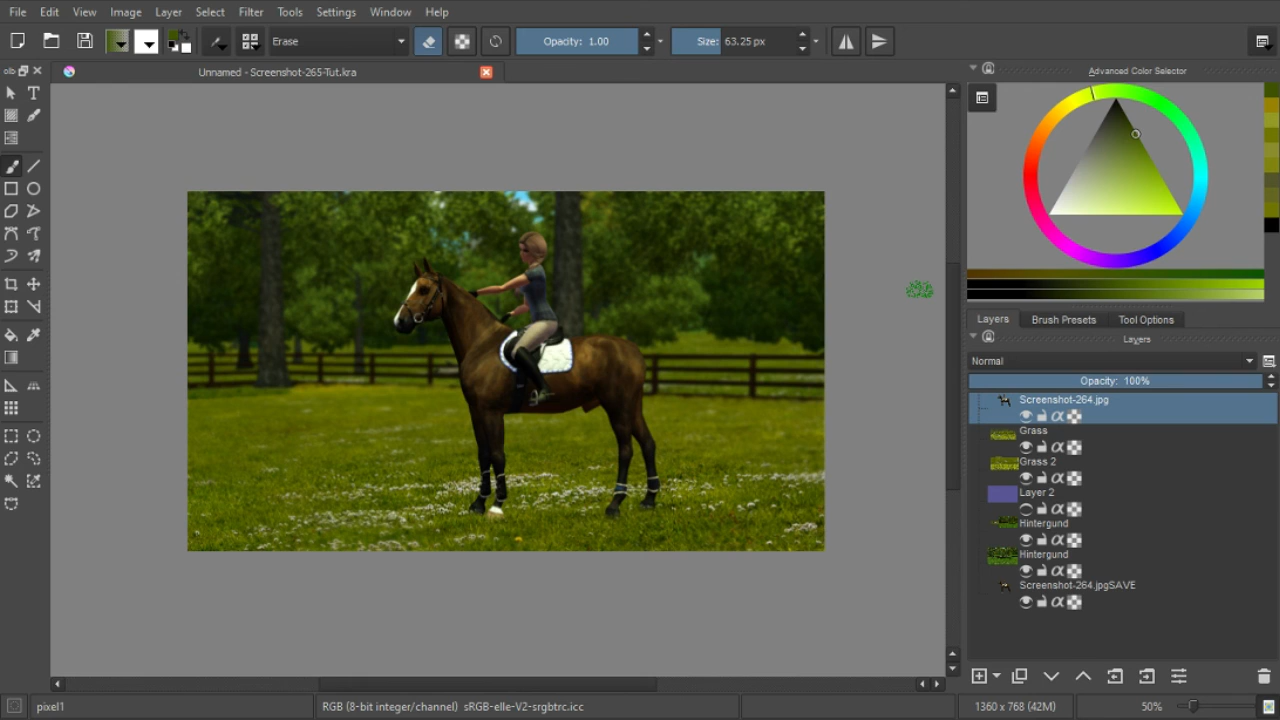 File Edit View Image Layer Select Filter Tools Settings Window Help
Erase Opacity: 1.00 Size: 63.25 px
Unnamed - Screenshot-265-Tut.kra
Advanced Color Selector
Layers Brush Presets Tool Options
Layers
Normal
Opacity: 100%
Screenshot-264.jpg
Grass
Grass 2
Layer 2
Hintergund
Hintergund
Screenshot-264.jpgSAVE
pixel1 RGB (8-bit integer/channel) sRGB-elle-V2-srgbtrc.icc 1360 x 768 (42M) 50%